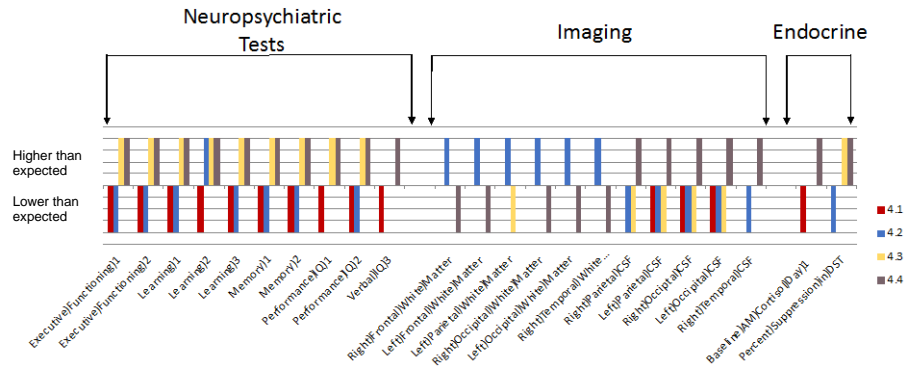 Neuropsychiatric
Tests
Imaging
Endocrine
Higher than
expected
Lower than
expected
4.1
4.2
4.3
4.4
Executive)Functioning)1
Executive)Functioning)2
Learning)1
Learning)2
Learning)3
Memory)1
Memory)2
Performance)IQ)1
Performance)IQ)2
Verbal)IQ)3
Right)Frontal)White)Matter
Left)Frontal)White)Matter
Left)Parietal)White)Matter
Right)Occipital)White)Matter
Left)Occipital)White)Matter
Right)Temporal)White...
Right)Parietal)CSF
Left)Parietal)CSF
Right)Occipital)CSF
Left)Occipital)CSF
Right)Temporal)CSF
Baseline)AM)Cortisol)Day)1
Percent)Suppression)in)DST